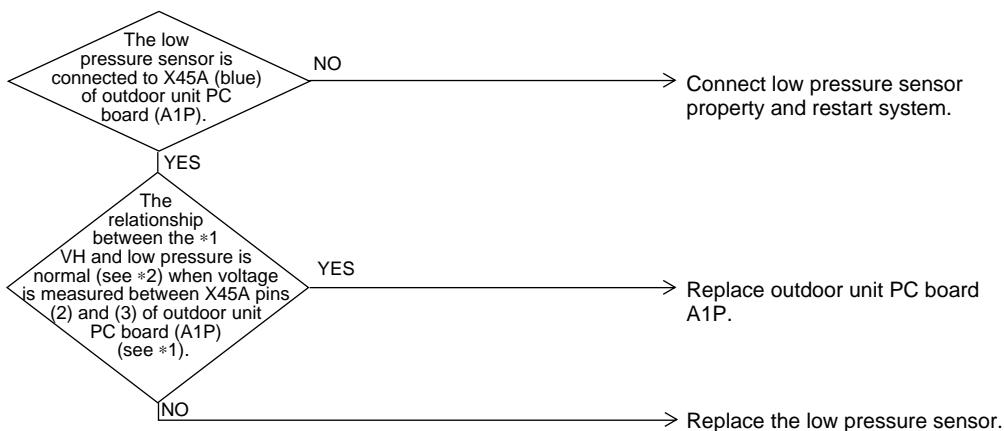 The low
pressure sensor is
connected to X45A (blue)
of outdoor unit PC
board (A1P).
NO
Connect low pressure sensor
property and restart system.
YES
The
relationship
between the *1
VH and low pressure is
normal (see *2) when voltage
is measured between X45A pins
(2) and (3) of outdoor unit
PC board (A1P)
(see *1).
YES
Replace outdoor unit PC board
A1P.
NO
Replace the low pressure sensor.